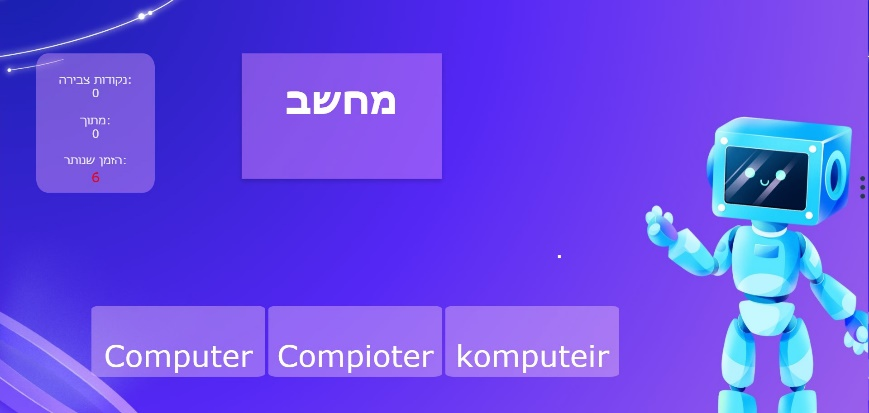 נקודות צבירה:
0
מתוך:
0
הזמן שנותר:
6
מחשב
Computer
Compioter
komputeir